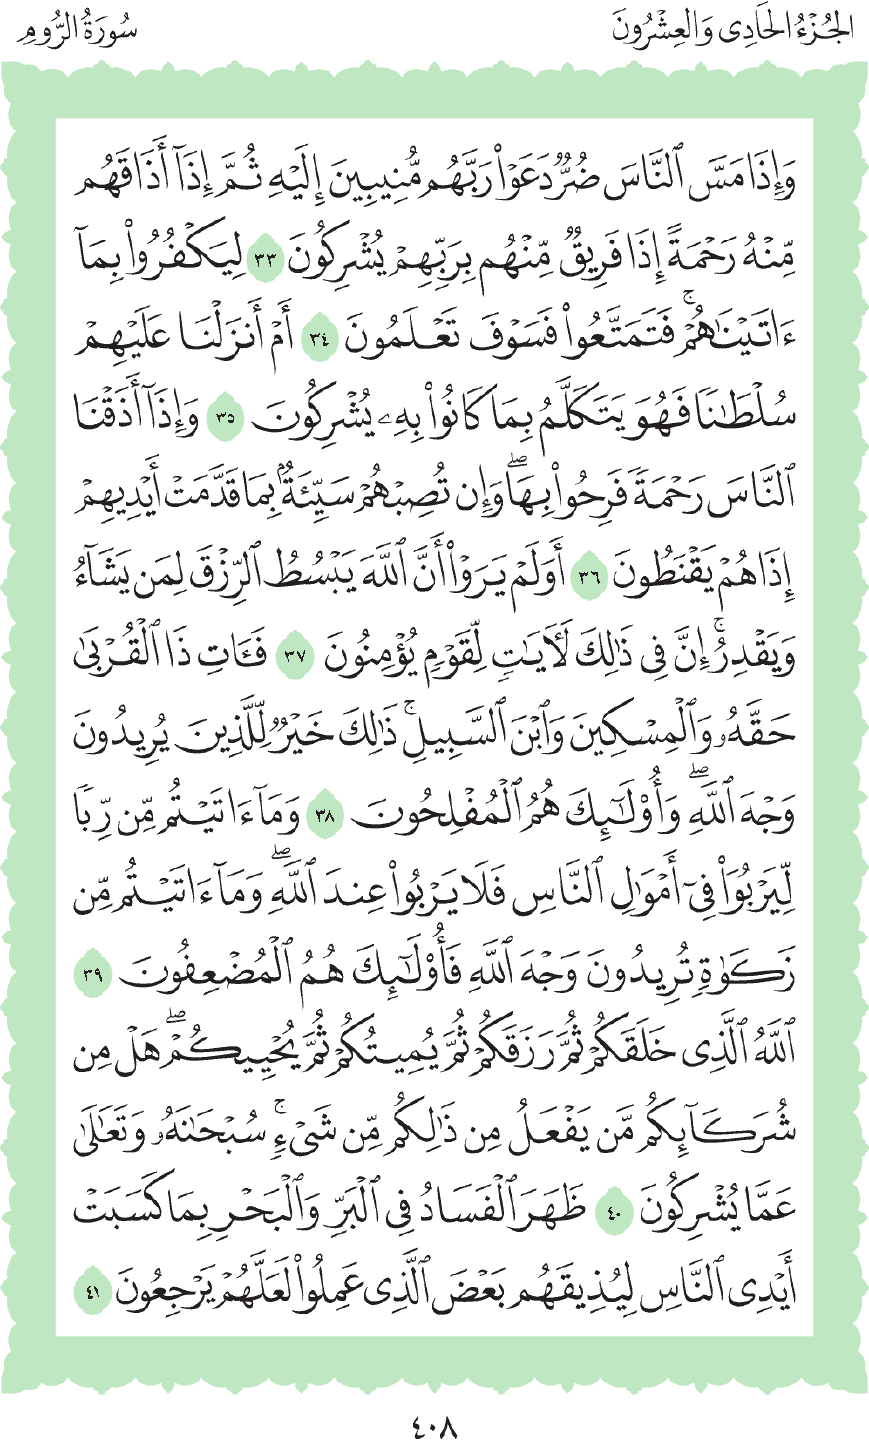 الجُزْءُ الحَادِى وَالعِشْرُونَ
سُورَةُ الرُّومِ
وَإِذَا مَسَّ ٱلنَّاسَ ضُرٌّ دَعَوْا۟ رَبَّهُم مُّنِيبِينَ إِلَيْهِ ثُمَّ إِذَآ أَذَاقَهُم
مِّنْهُ رَحْمَةً إِذَا فَرِيقٌ مِّنْهُم بِرَبِّهِمْ يُشْرِكُونَ ٣٣ لِيَكْفُرُوا۟ بِمَآ
ءَاتَيْنَـٰهُمْ ۚ فَتَمَتَّعُوا۟ فَسَوْفَ تَعْلَمُونَ ٣٤ أَمْ أَنزَلْنَا عَلَيْهِمْ
سُلْطَـٰنًا فَهُوَ يَتَكَلَّمُ بِمَا كَانُوا۟ بِهِۦ يُشْرِكُونَ ٣٥ وَإِذَآ أَذَقْنَا
ٱلنَّاسَ رَحْمَةً فَرِحُوا۟ بِهَا ۖ وَإِن تُصِبْهُمْ سَيِّئَةٌۢ بِمَا قَدَّمَتْ أَيْدِيهِمْ
إِذَا هُمْ يَقْنَطُونَ ٣٦ أَوَلَمْ يَرَوْا۟ أَنَّ ٱللَّهَ يَبْسُطُ ٱلرِّزْقَ لِمَن يَشَآءُ
وَيَقْدِرُ ۚ إِنَّ فِى ذَٰلِكَ لَـَٔايَـٰتٍ لِّقَوْمٍ يُؤْمِنُونَ ٣٧ فَـَٔاتِ ذَا ٱلْقُرْبَىٰ
حَقَّهُۥ وَٱلْمِسْكِينَ وَٱبْنَ ٱلسَّبِيلِ ۚ ذَٰلِكَ خَيْرٌ لِّلَّذِينَ يُرِيدُونَ
وَجْهَ ٱللَّهِ ۖ وَأُو۟لَـٰٓئِكَ هُمُ ٱلْمُفْلِحُونَ ٣٨ وَمَآ ءَاتَيْتُم مِّن رِّبًا
لِّيَرْبُوَا۟ فِىٓ أَمْوَٰلِ ٱلنَّاسِ فَلَا يَرْبُوا۟ عِندَ ٱللَّهِ ۖ وَمَآ ءَاتَيْتُم مِّن
زَكَوٰةٍ تُرِيدُونَ وَجْهَ ٱللَّهِ فَأُو۟لَـٰٓئِكَ هُمُ ٱلْمُضْعِفُونَ ٣٩
ٱللَّهُ ٱلَّذِى خَلَقَكُمْ ثُمَّ رَزَقَكُمْ ثُمَّ يُمِيتُكُمْ ثُمَّ يُحْيِيكُمْ ۖ هَلْ مِن
شُرَكَآئِكُم مَّن يَفْعَلُ مِن ذَٰلِكُم مِّن شَىْءٍ ۚ سُبْحَـٰنَهُۥ وَتَعَـٰلَىٰ
عَمَّا يُشْرِكُونَ ٤٠ ظَهَرَ ٱلْفَسَادُ فِى ٱلْبَرِّ وَٱلْبَحْرِ بِمَا كَسَبَتْ
أَيْدِى ٱلنَّاسِ لِيُذِيقَهُم بَعْضَ ٱلَّذِى عَمِلُوا۟ لَعَلَّهُمْ يَرْجِعُونَ ٤١
٤٠٨